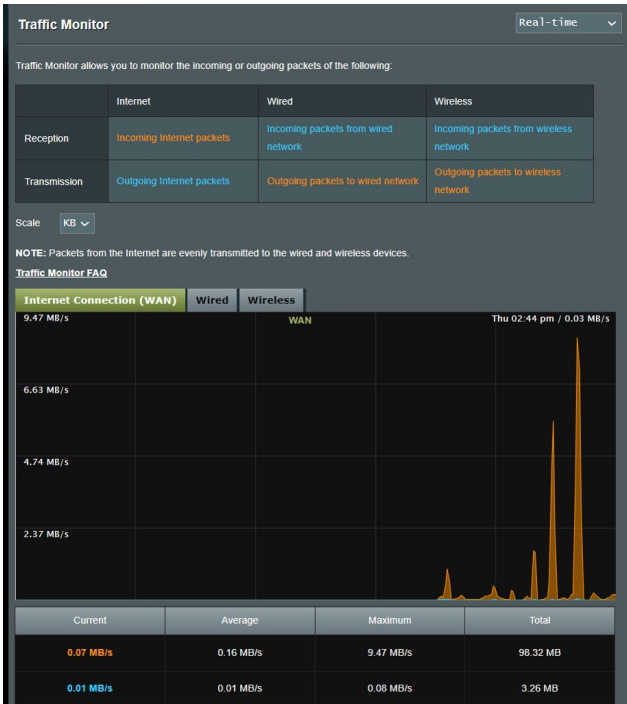 Traffic Monitor
Real-time
Traffic Monitor allows you to monitor the incoming or outgoing packets of the following:
Internet Wired Wireless
Reception Incoming Internet packets Incoming packets from wired network Incoming packets from wireless network
Transmission Outgoing Internet packets Outgoing packets to wired network Outgoing packets to wireless network
Scale KB
NOTE: Packets from the Internet are evenly transmitted to the wired and wireless devices.
Traffic Monitor FAQ
Internet Connection (WAN) Wired Wireless
9.47 MB/s WAN Thu 02:44 pm / 0.03 MB/s
6.63 MB/s
4.74 MB/s
2.37 MB/s
Current Average Maximum Total
0.07 MB/s 0.16 MB/s 9.47 MB/s 98.32 MB
0.01 MB/s 0.01 MB/s 0.08 MB/s 3.26 MB